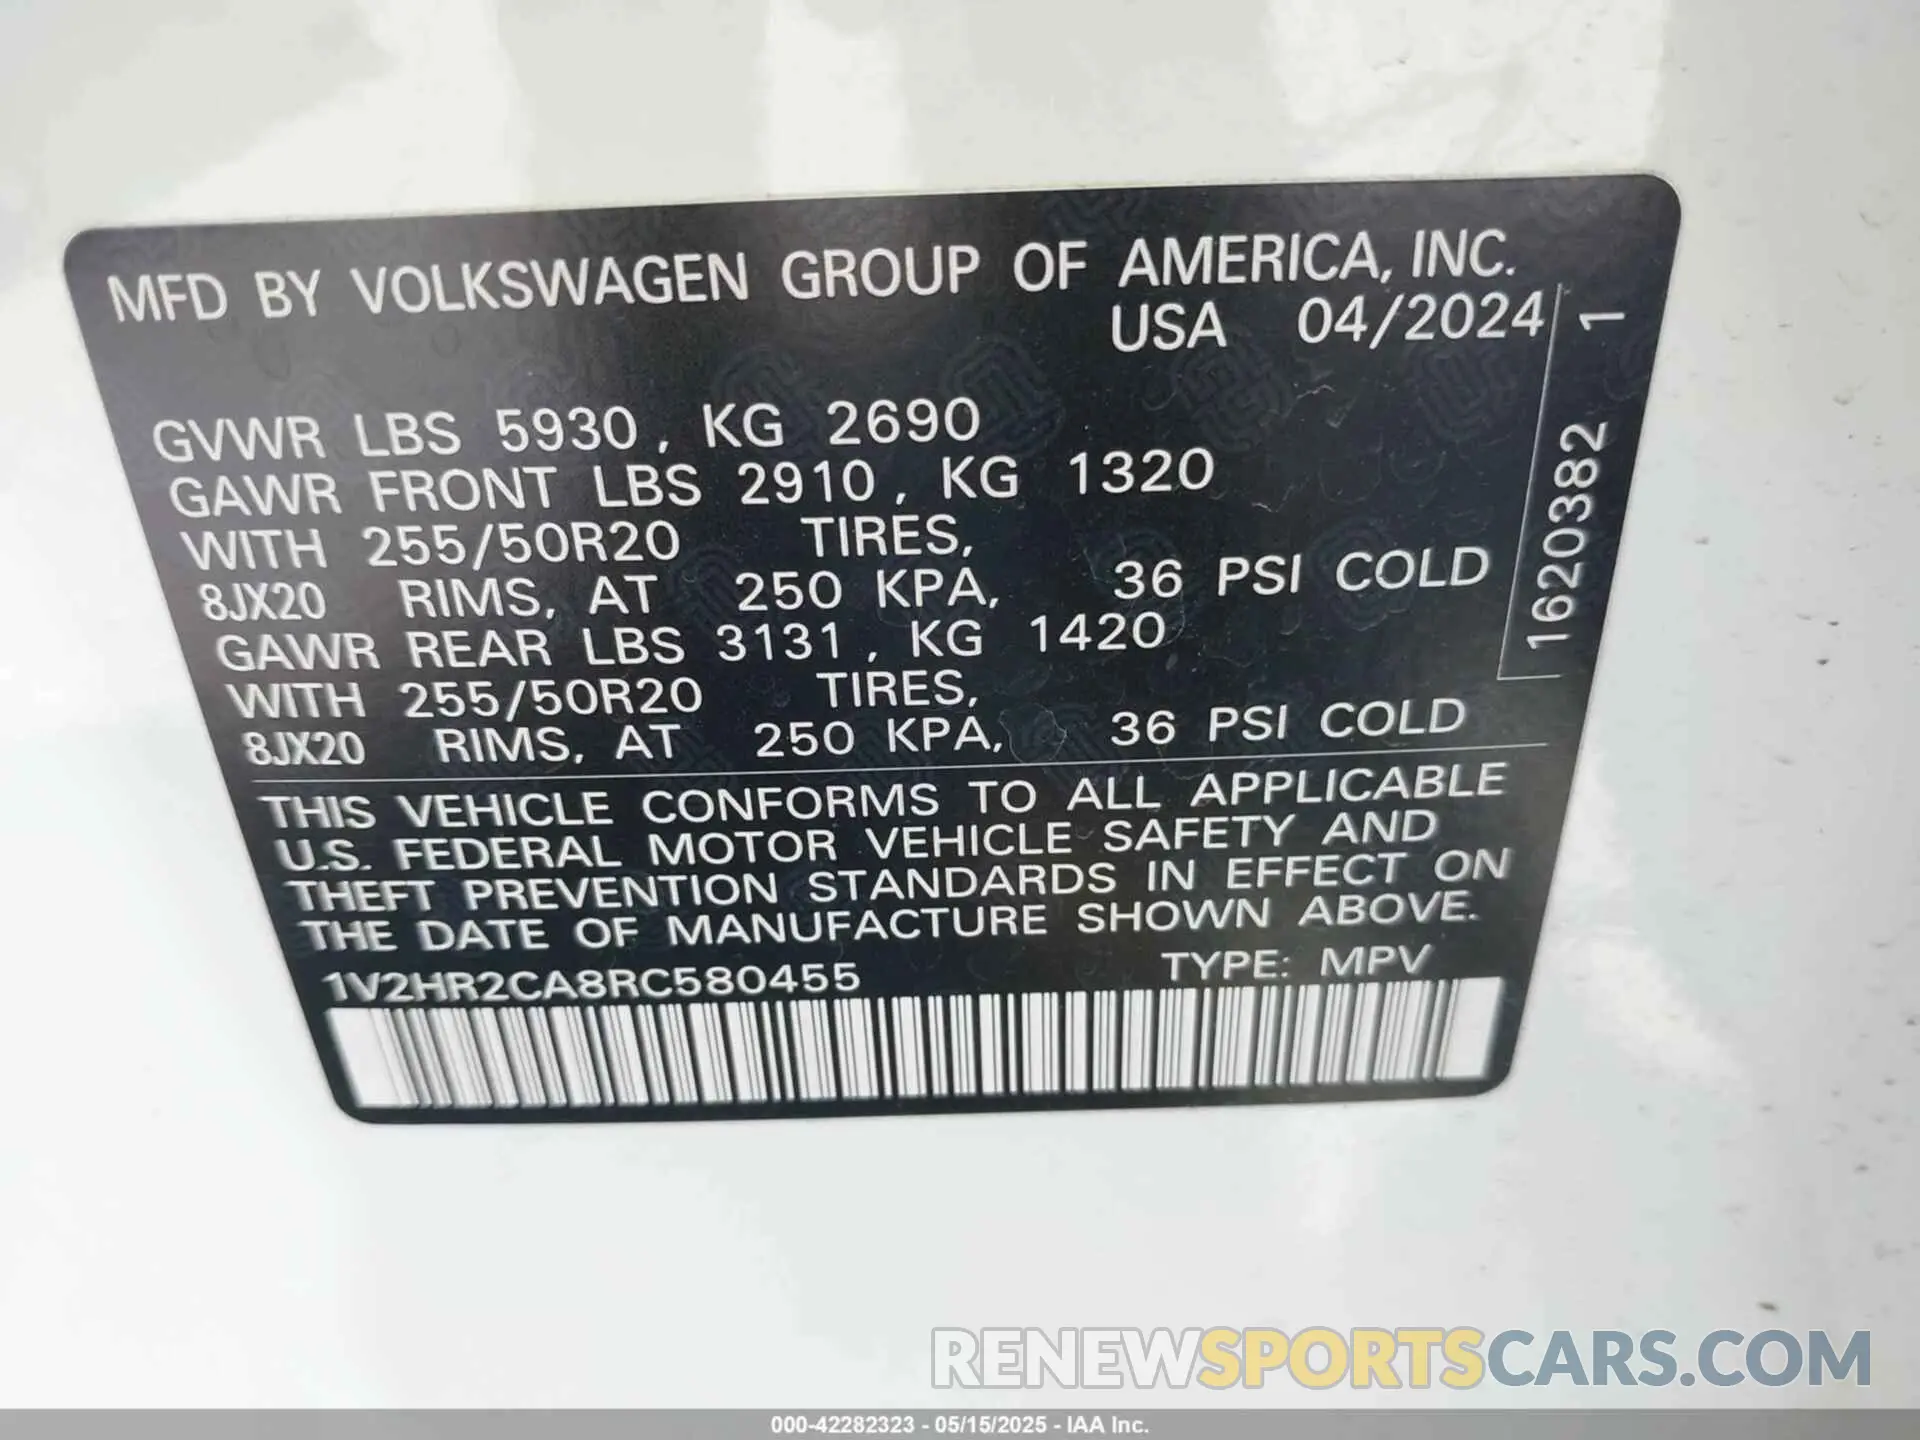 MFD BY VOLKSWAGEN GROUP OF AMERICA, INC.
USA 04/2024
GVWR LBS 5930, KG 2690
GAWR FRONT LBS 2910, KG 1320
WITH 255/50R20 TIRES,
8JX20 RIMS, AT 250 KPA, 36 PSI COLD
GAWR REAR LBS 3131, KG 1420
WITH 255/50R20 TIRES,
8JX20 RIMS, AT 250 KPA, 36 PSI COLD
1620382 1
THIS VEHICLE CONFORMS TO ALL APPLICABLE
U.S. FEDERAL MOTOR VEHICLE SAFETY AND
THEFT PREVENTION STANDARDS IN EFFECT ON
THE DATE OF MANUFACTURE SHOWN ABOVE.
1V2HR2CA8RC580455 TYPE: MPV
RENEWSPORTSCARS.COM
000-42282323 - 05/15/2025 - IAA Inc.